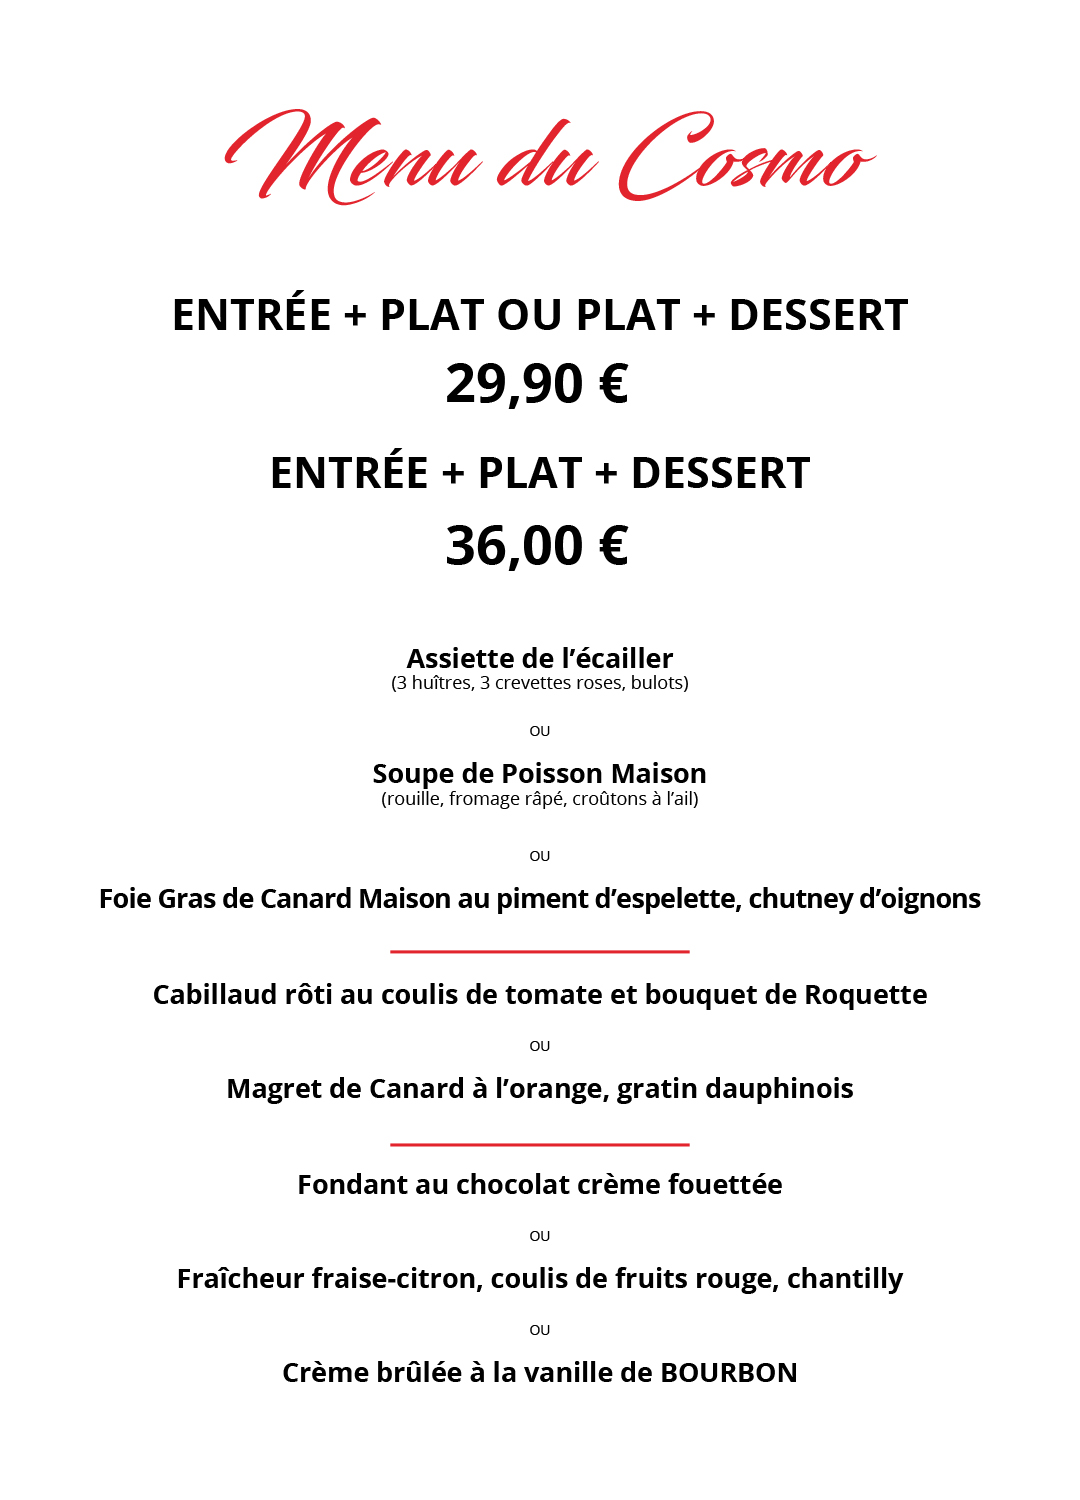 Menu du Cosmo
ENTRÉE + PLAT OU PLAT + DESSERT
29,90 €
ENTRÉE + PLAT + DESSERT
36,00 €
Assiette de l’écailler
(3 huîtres, 3 crevettes roses, bulots)
OU
Soupe de Poisson Maison
(rouille, fromage râpé, croûtons à l’ail)
OU
Foie Gras de Canard Maison au piment d’espelette, chutney d’oignons
Cabillaud rôti au coulis de tomate et bouquet de Roquette
OU
Magret de Canard à l’orange, gratin dauphinois
Fondant au chocolat crème fouettée
OU
Fraîcheur fraise-citron, coulis de fruits rouge, chantilly
OU
Crème brûlée à la vanille de BOURBON